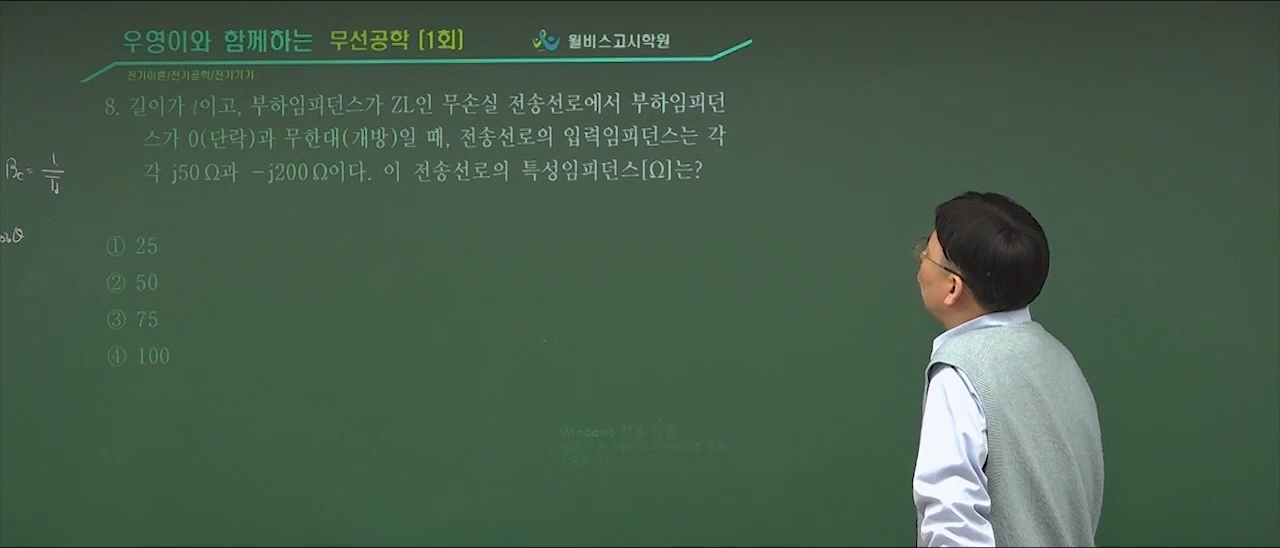 우영이와 함께하는 무선공학 (1회)
윌비스고시학원
전기이론/전기공학/전기기기
8. 길이가 l이고, 부하임피던스가 ZL인 무손실 전송선로에서 부하임피던
스가 0(단락)과 무한대(개방)일 때, 전송선로의 입력임피던스는 각
각 j50Ω과 -j200Ω이다. 이 전송선로의 특성임피던스[Ω]는?
① 25
② 50
③ 75
④ 100
Windows 정품 인증